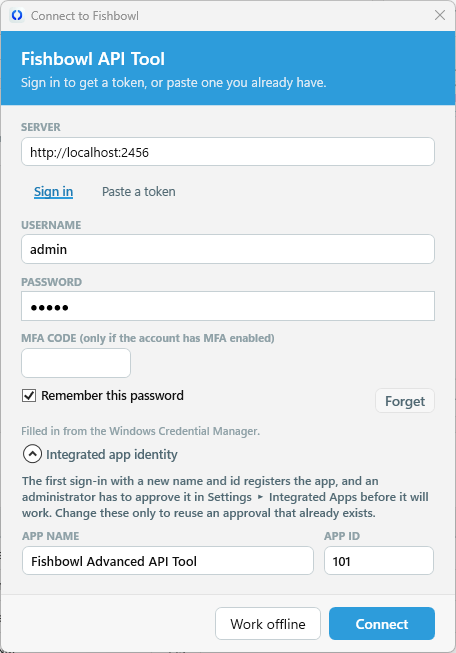 Connect to Fishbowl
Fishbowl API Tool
Sign in to get a token, or paste one you already have.
SERVER
http://localhost:2456
Sign in
Paste a token
USERNAME
admin
PASSWORD
●●●●●
MFA CODE (only if the account has MFA enabled)
Remember this password
Forget
Filled in from the Windows Credential Manager.
Integrated app identity
The first sign-in with a new name and id registers the app, and an
administrator has to approve it in Settings ▸ Integrated Apps before it will
work. Change these only to reuse an approval that already exists.
APP NAME
APP ID
Fishbowl Advanced API Tool
101
Work offline
Connect